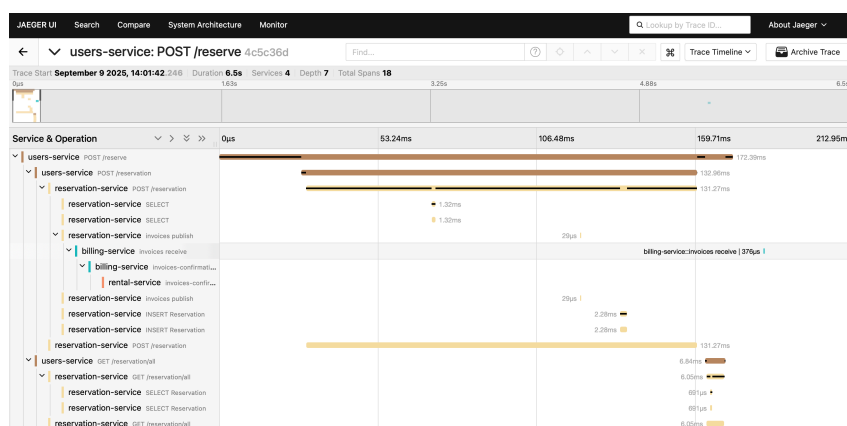 JAEGER UI Search Compare System Architecture Monitor Lookup by Trace ID... About Jaeger
users-service: POST /reserve 4c5c36d Find... Trace Timeline Archive Trace
Trace Start September 9 2025, 14:01:42.246 Duration 6.5s Services 4 Depth 7 Total Spans 18
0μs 1.63s 3.25s 4.88s 6.5s
Service & Operation 0μs 53.24ms 106.48ms 159.71ms 212.95m
users-service POST /reserve 172.39ms
users-service POST /reservation 132.96ms
reservation-service POST /reservation 131.27ms
reservation-service SELECT 1.32ms
reservation-service SELECT 1.32ms
reservation-service invoices publish 29μs
billing-service invoices receive billing-service::invoices receive | 376μs
billing-service invoices-confirmati...
rental-service invoices-confir...
reservation-service invoices publish 29μs
reservation-service INSERT Reservation 2.28ms
reservation-service INSERT Reservation 2.28ms
reservation-service POST /reservation 131.27ms
users-service GET /reservation/all 6.84ms
reservation-service GET /reservation/all 6.05ms
reservation-service SELECT Reservation 691μs
reservation-service SELECT Reservation 691μs
reservation-service GET /reservation/all 6.05ms